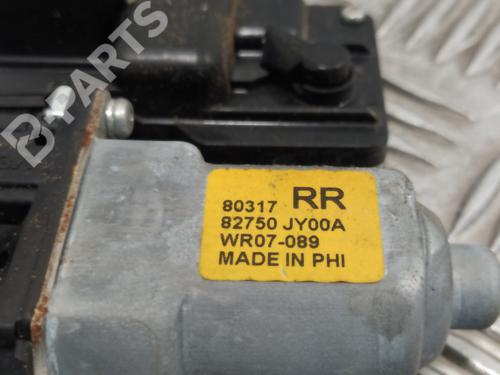 B-PARTS
80317 RR
82750 JY00A
WR07-089
MADE IN PHI